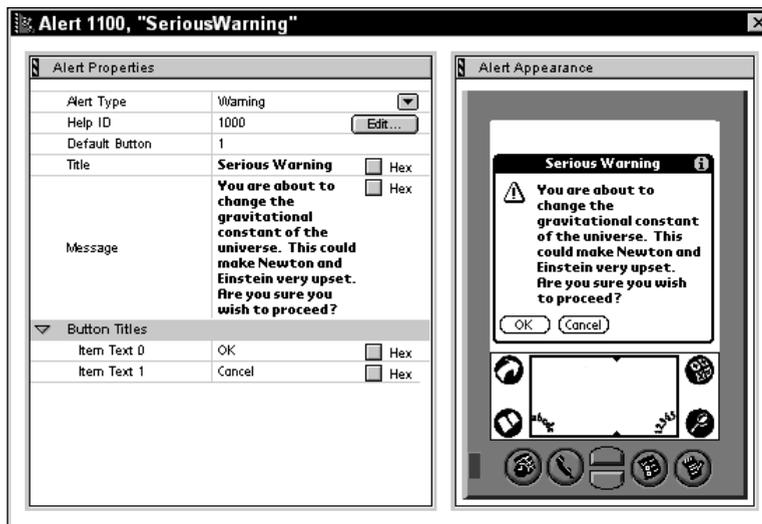 Alert 1100, "SeriousWarning"
Alert Properties
Alert Type Warning
Help ID 1000 Edit...
Default Button 1
Title Serious Warning Hex
Message You are about to Hex
change the
gravitational
constant of the
universe. This could
make Newton and
Einstein very upset.
Are you sure you
wish to proceed?
Button Titles
Item Text 0 OK Hex
Item Text 1 Cancel Hex
Alert Appearance
Serious Warning i
You are about to
change the
gravitational constant
of the universe. This
could make Newton and
Einstein very upset.
Are you sure you wish
to proceed?
OK Cancel